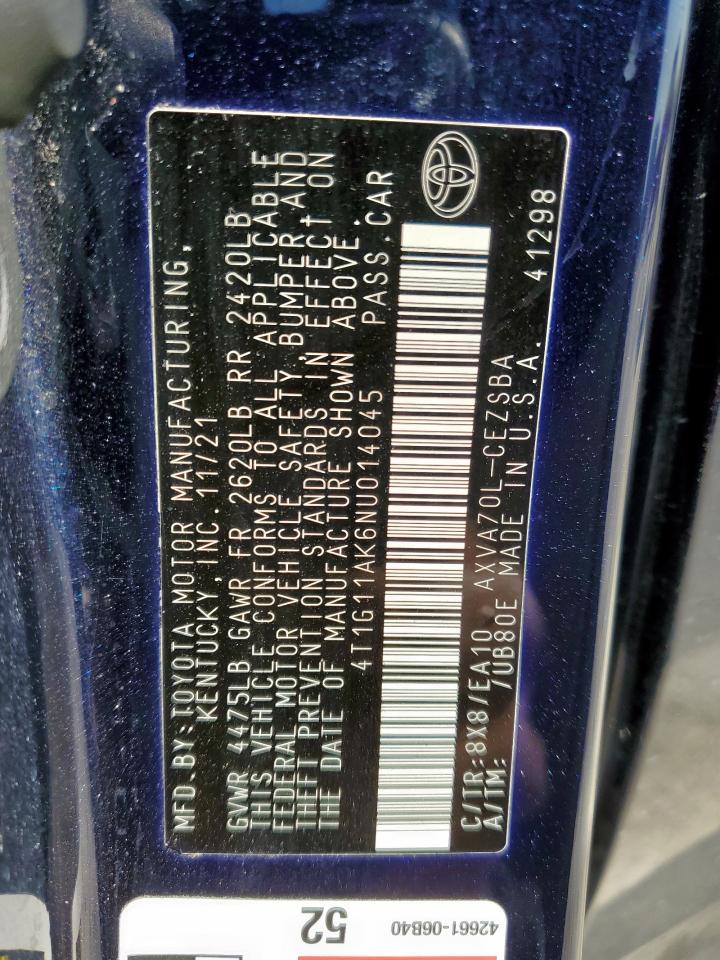 MFD.BY:TOYOTA MOTOR MANUFACTURING,
KENTUCKY, INC. 11/21
GVWR 4475LB GAWR FR 2620LB RR 2420LB
THIS VEHICLE CONFORMS TO ALL APPLICABLE
FEDERAL MOTOR VEHICLE SAFETY, BUMPER, AND
THEFT PREVENTION STANDARDS IN EFFECT ON
THE DATE OF MANUFACTURE SHOWN ABOVE.
4T1G11AK6NU014045 PASS.CAR
C/TR:8X8/EA10 AXVA70L-CEZSBA
A/TM: /UB80E MADE IN U.S.A. 41298
52
42661-06B40